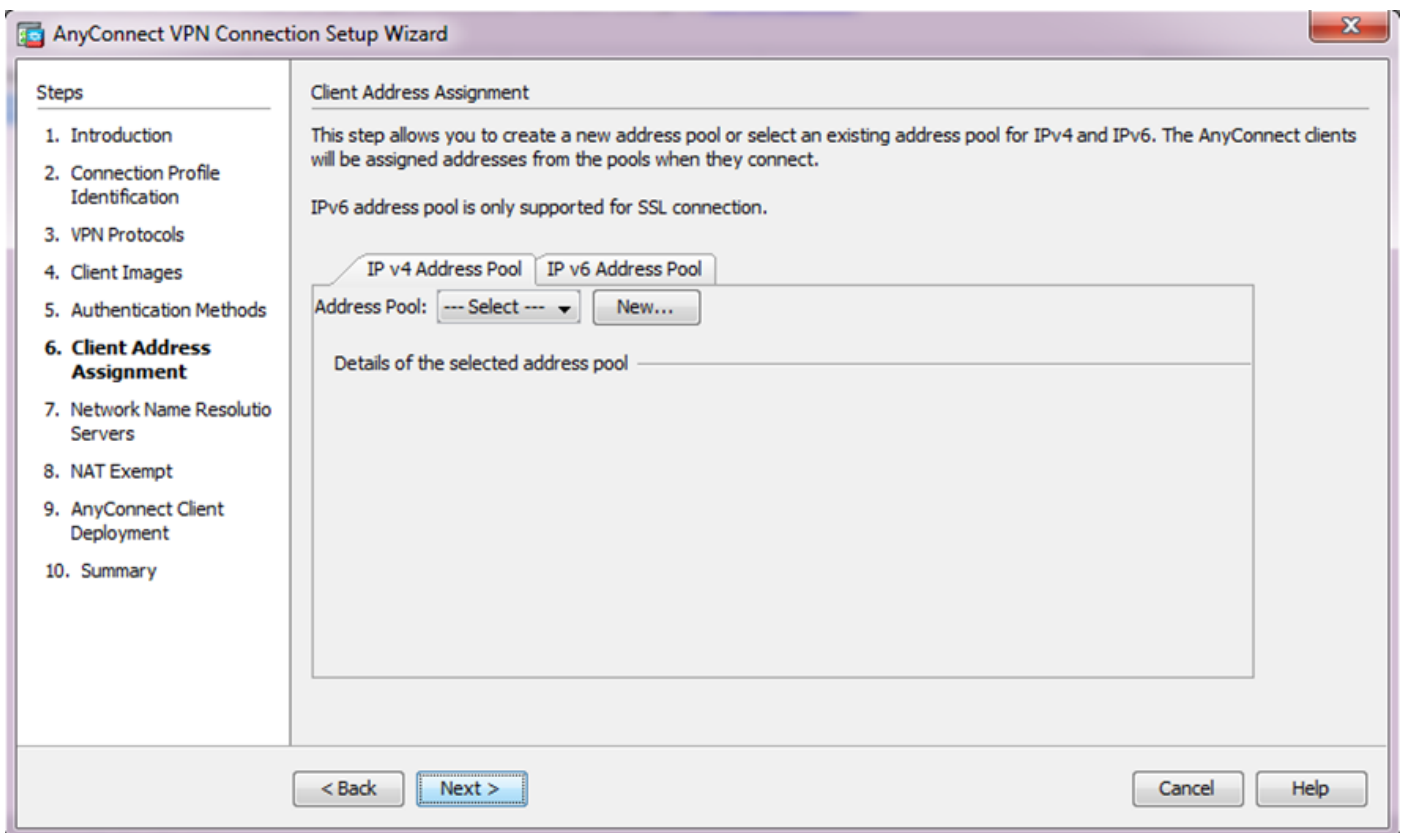 AnyConnect VPN Connection Setup Wizard
Steps
1. Introduction
2. Connection Profile
Identification
3. VPN Protocols
4. Client Images
5. Authentication Methods
6. Client Address
Assignment
7. Network Name Resolutio
Servers
8. NAT Exempt
9. AnyConnect Client
Deployment
10. Summary
Client Address Assignment
This step allows you to create a new address pool or select an existing address pool for IPv4 and IPv6. The AnyConnect clients
will be assigned addresses from the pools when they connect.
IPv6 address pool is only supported for SSL connection.
IP v4 Address Pool IP v6 Address Pool
Address Pool: --- Select --- New...
Details of the selected address pool
< Back Next > Cancel Help